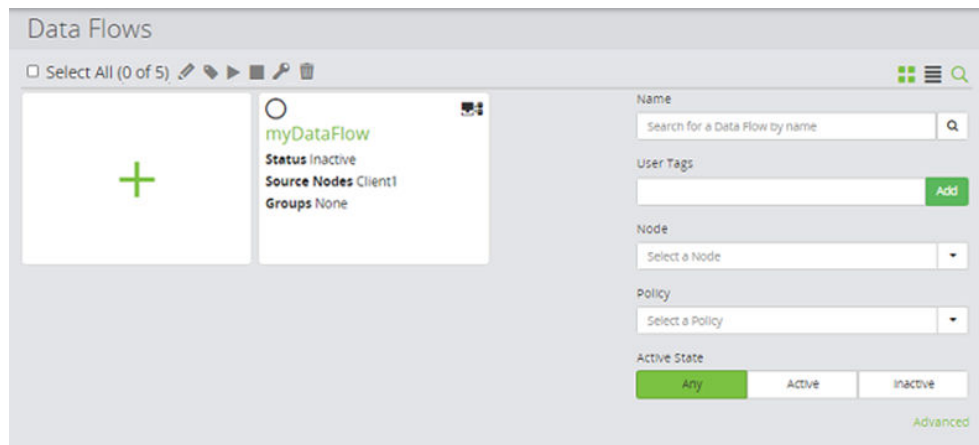 Data Flows
Select All (0 of 5)
myDataFlow
Status Inactive
Source Nodes Client1
Groups None
Name
Search for a Data Flow by name
User Tags
Add
Node
Select a Node
Policy
Select a Policy
Active State
Any Active Inactive
Advanced